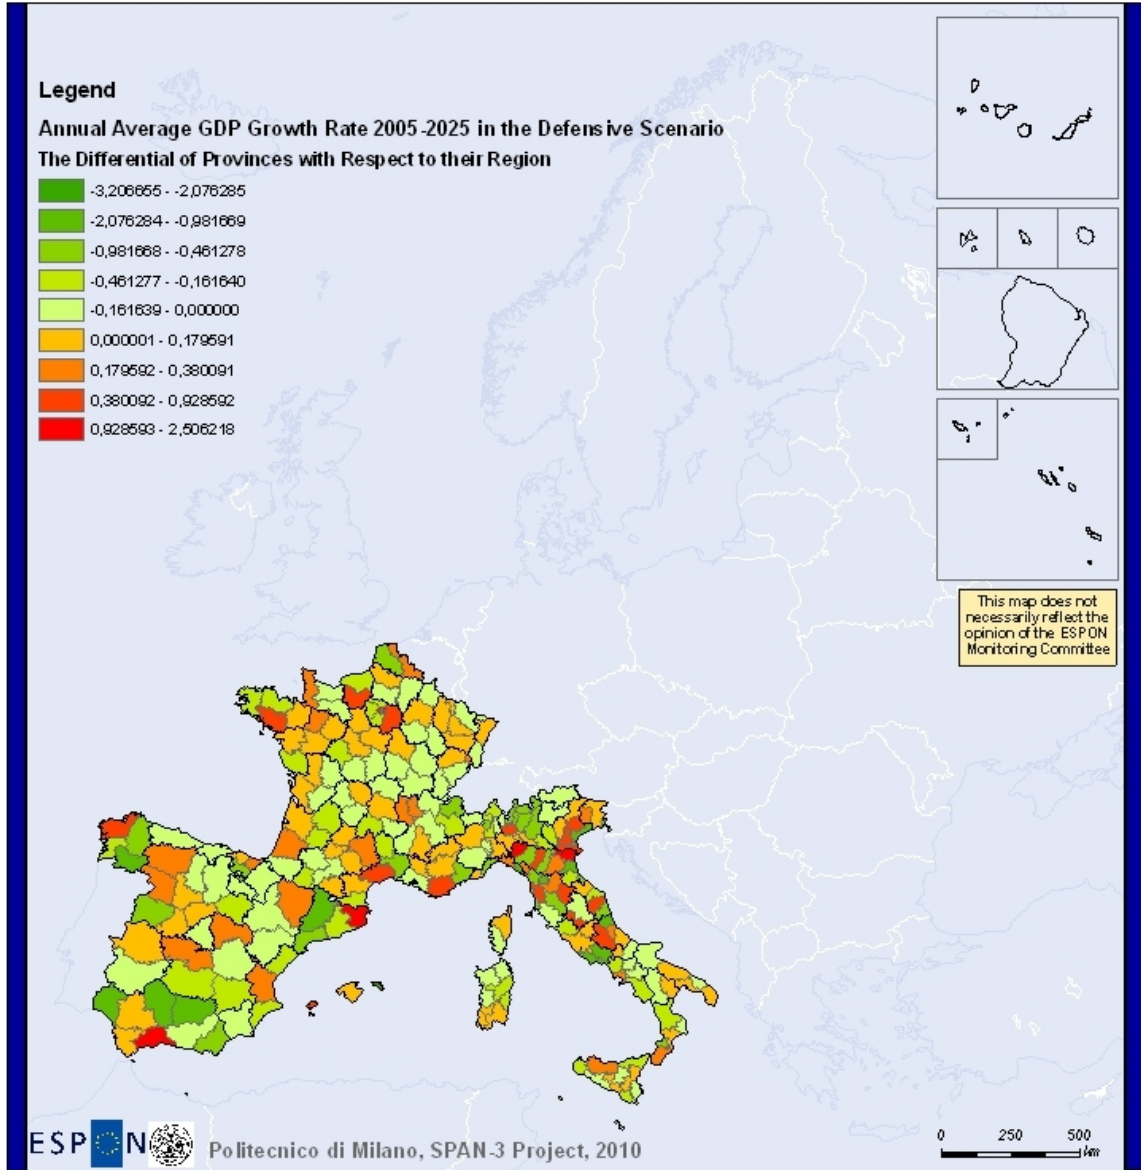 Legend
Annual Average GDP Growth Rate 2005-2025 in the Defensive Scenario
The Differential of Provinces with Respect to their Region
-3,206655 - -2,076285
-2,076284 - -0,981669
-0,981668 - -0,461278
-0,461277 - -0,161640
-0,161639 - 0,000000
0,000001 - 0,179591
0,179592 - 0,380091
0,380092 - 0,928592
0,928593 - 2,506218
This map does not
necessarily reflect the
opinion of the ESPON
Monitoring Committee
ESPON
Politecnico di Milano, SPAN-3 Project, 2010
0 250 500
km